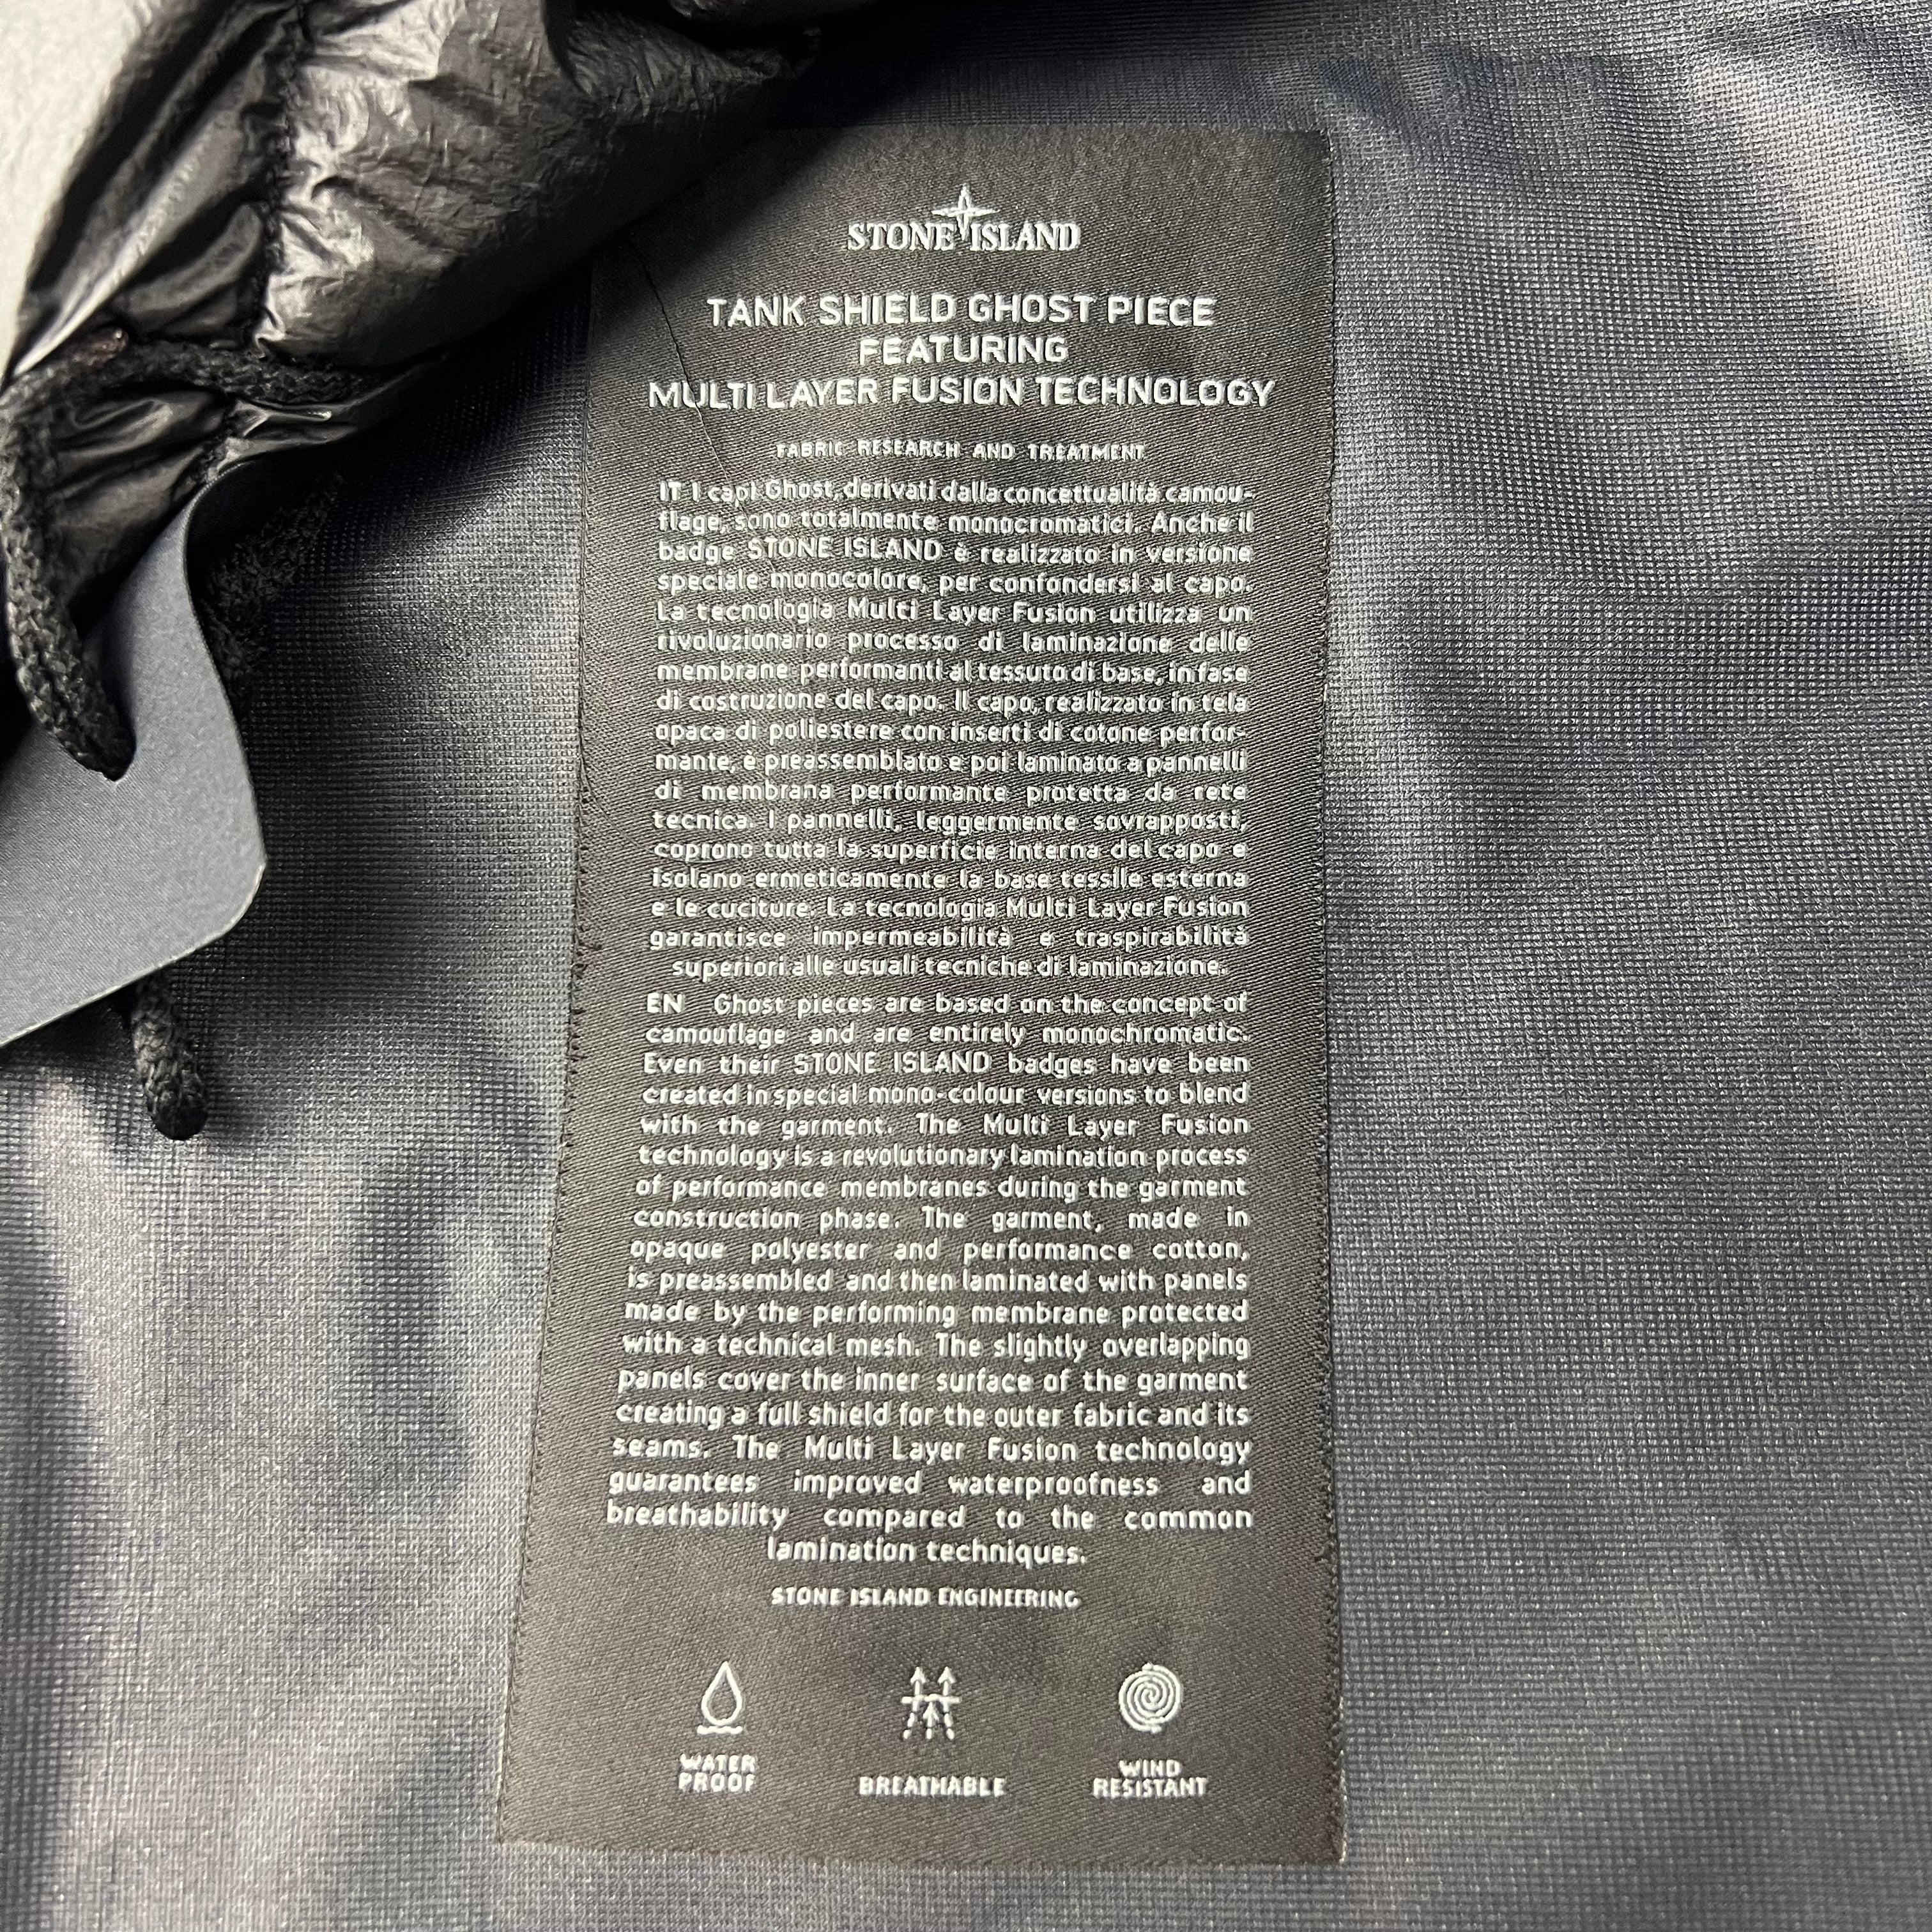 STONE ISLAND
TANK SHIELD GHOST PIECE
FEATURING
MULTI LAYER FUSION TECHNOLOGY
FABRIC RESEARCH AND TREATMENT
IT I capi Ghost, derivati dalla concettualità camou-
flage, sono totalmente monocromatici. Anche il
badge STONE ISLAND è realizzato in versione
speciale monocolore, per confondersi al capo.
La tecnologia Multi Layer Fusion utilizza un
rivoluzionario processo di laminazione delle
membrane performanti al tessuto di base, in fase
di costruzione del capo. Il capo, realizzato in tela
opaca di poliestere con inserti di cotone perfor-
mante, è preassemblato e poi laminato a pannelli
di membrana performante protetta da rete
tecnica. I pannelli, leggermente sovrapposti,
coprono tutta la superficie interna del capo e
isolano ermeticamente la base tessile esterna
e le cuciture. La tecnologia Multi Layer Fusion
garantisce impermeabilità e traspirabilità
superiori alle usuali tecniche di laminazione.
EN Ghost pieces are based on the concept of
camouflage and are entirely monochromatic.
Even their STONE ISLAND badges have been
created in special mono-colour versions to blend
with the garment. The Multi Layer Fusion
technology is a revolutionary lamination process
of performance membranes during the garment
construction phase. The garment, made in
opaque polyester and performance cotton,
is preassembled and then laminated with panels
made by the performing membrane protected
with a technical mesh. The slightly overlapping
panels cover the inner surface of the garment
creating a full shield for the outer fabric and its
seams. The Multi Layer Fusion technology
guarantees improved waterproofness and
breathability compared to the common
lamination techniques.
STONE ISLAND ENGINEERING
WATER
PROOF
BREATHABLE
WIND
RESISTANT